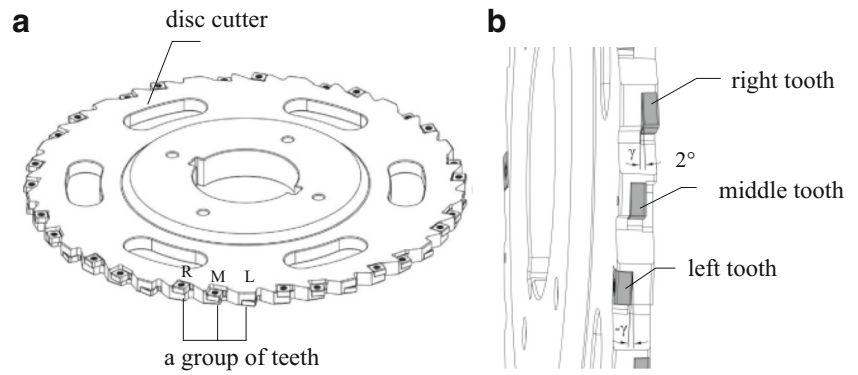 a
disc cutter
R M L
a group of teeth
b
right tooth
γ
2°
middle tooth
left tooth
-γ